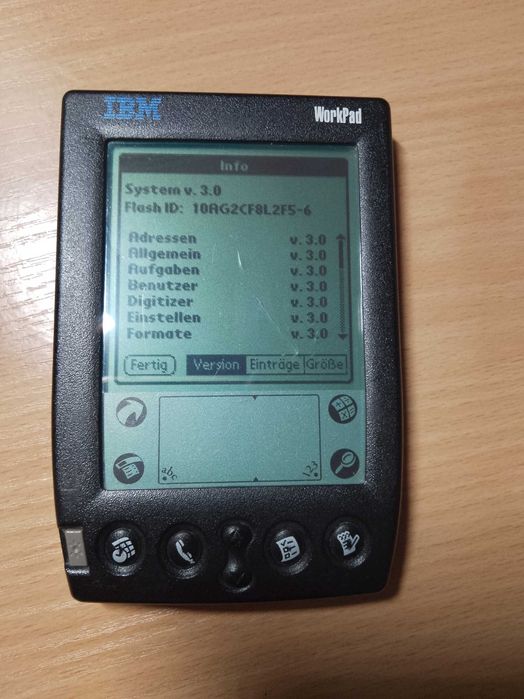 IBM
WorkPad
Info
System v. 3.0
Flash ID: 10AG2CF8L2F5-6
Adressen v. 3.0
Allgemein v. 3.0
Aufgaben v. 3.0
Benutzer v. 3.0
Digitizer v. 3.0
Einstellen v. 3.0
Formate v. 3.0
Fertig Version Einträge Größe
abc 123